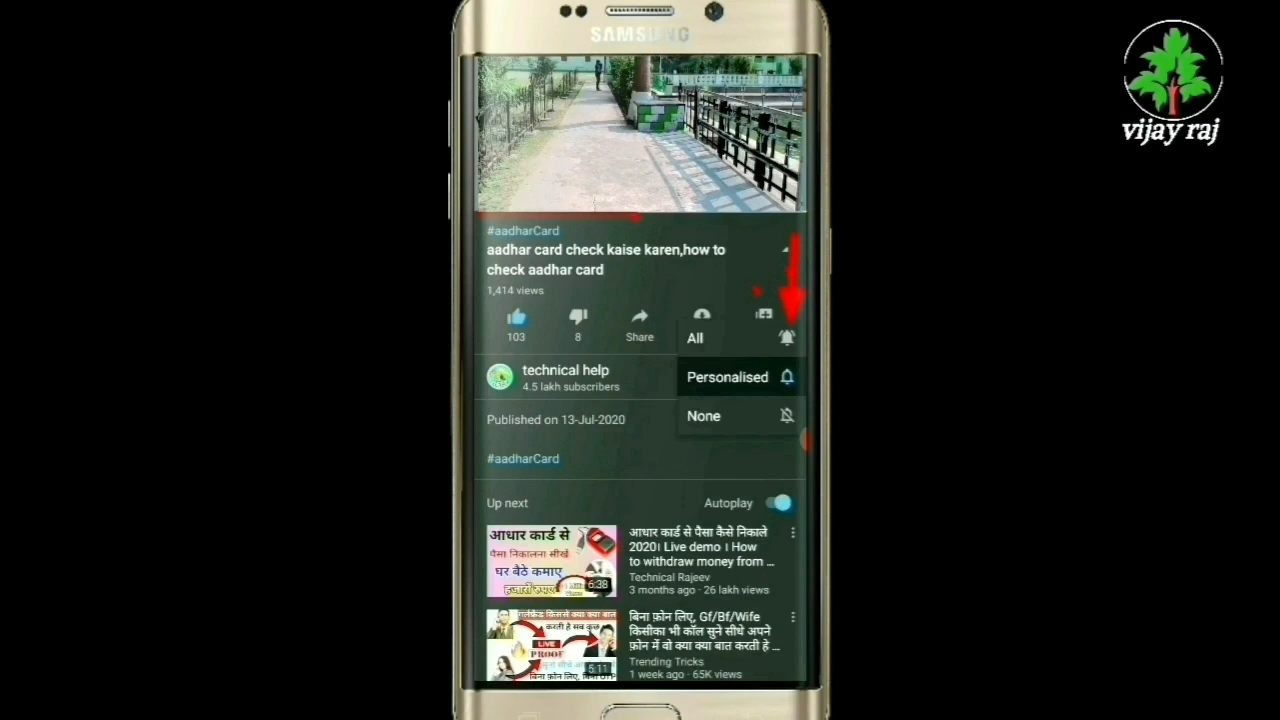 SAMSUNG
vijay raj
#aadharCard
aadhar card check kaise karen,how to
check aadhar card
1,414 views
103
8
Share
All
Personalised
None
technical help
4.5 lakh subscribers
Published on 13-Jul-2020
#aadharCard
Up next
Autoplay
आधार कार्ड से
पैसा निकालना सीखें
घर बैठे कमाए
6:38
आधार कार्ड से पैसा कैसे निकाले
2020। Live demo । How
to withdraw money from ...
Technical Rajeev
3 months ago · 26 lakh views
करती है सब कुछ
LIVE
PROOF
5:11
बिना फ़ोन लिए, Gf/Bf/Wife
किसीका भी कॉल सुने सीधे अपने
फ़ोन में वो क्या क्या बात करती हे ...
Trending Tricks
1 week ago · 65K views